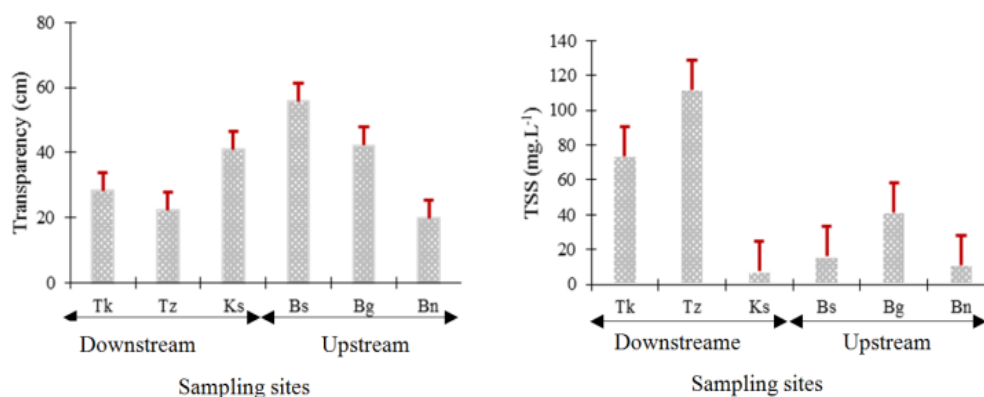 80
60
40
20
0
Transparency (cm)
Tk Tz Ks Bs Bg Bn
Downstream Upstream
Sampling sites
140
120
100
80
60
40
20
0
TSS (mg.L⁻¹)
Tk Tz Ks Bs Bg Bn
Downstreame Upstream
Sampling sites